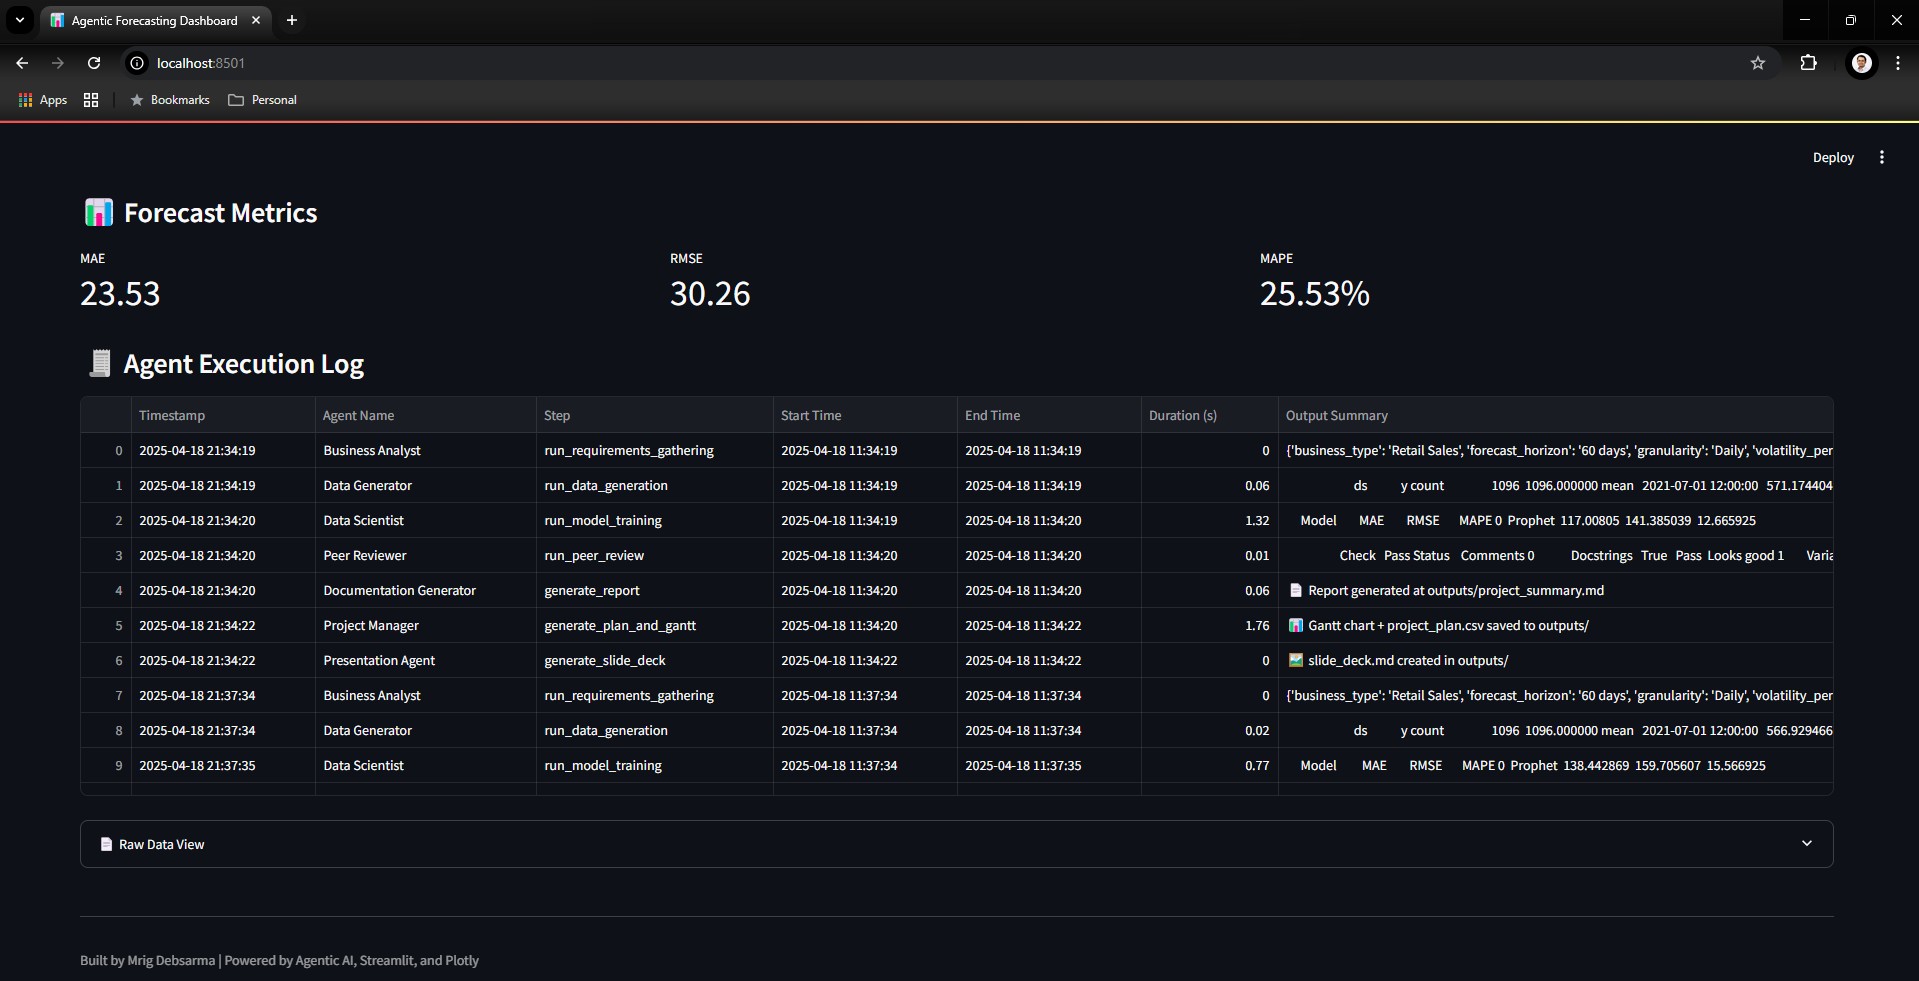 Agentic Forecasting Dashboard
localhost:8501
Apps Bookmarks Personal
Deploy
Forecast Metrics
MAE RMSE MAPE
23.53 30.26 25.53%
Agent Execution Log
Timestamp Agent Name Step Start Time End Time Duration (s) Output Summary
0 2025-04-18 21:34:19 Business Analyst run_requirements_gathering 2025-04-18 11:34:19 2025-04-18 11:34:19 0 {'business_type': 'Retail Sales', 'forecast_horizon': '60 days', 'granularity': 'Daily', 'volatility_per
1 2025-04-18 21:34:19 Data Generator run_data_generation 2025-04-18 11:34:19 2025-04-18 11:34:19 0.06 ds y count 1096 1096.000000 mean 2021-07-01 12:00:00 571.174404
2 2025-04-18 21:34:20 Data Scientist run_model_training 2025-04-18 11:34:19 2025-04-18 11:34:20 1.32 Model MAE RMSE MAPE 0 Prophet 117.00805 141.385039 12.665925
3 2025-04-18 21:34:20 Peer Reviewer run_peer_review 2025-04-18 11:34:20 2025-04-18 11:34:20 0.01 Check Pass Status Comments 0 Docstrings True Pass Looks good 1 Varia
4 2025-04-18 21:34:20 Documentation Generator generate_report 2025-04-18 11:34:20 2025-04-18 11:34:20 0.06 Report generated at outputs/project_summary.md
5 2025-04-18 21:34:22 Project Manager generate_plan_and_gantt 2025-04-18 11:34:20 2025-04-18 11:34:22 1.76 Gantt chart + project_plan.csv saved to outputs/
6 2025-04-18 21:34:22 Presentation Agent generate_slide_deck 2025-04-18 11:34:22 2025-04-18 11:34:22 0 slide_deck.md created in outputs/
7 2025-04-18 21:37:34 Business Analyst run_requirements_gathering 2025-04-18 11:37:34 2025-04-18 11:37:34 0 {'business_type': 'Retail Sales', 'forecast_horizon': '60 days', 'granularity': 'Daily', 'volatility_per
8 2025-04-18 21:37:34 Data Generator run_data_generation 2025-04-18 11:37:34 2025-04-18 11:37:34 0.02 ds y count 1096 1096.000000 mean 2021-07-01 12:00:00 566.929466
9 2025-04-18 21:37:35 Data Scientist run_model_training 2025-04-18 11:37:34 2025-04-18 11:37:35 0.77 Model MAE RMSE MAPE 0 Prophet 138.442869 159.705607 15.566925
Raw Data View
Built by Mrig Debsarma | Powered by Agentic AI, Streamlit, and Plotly